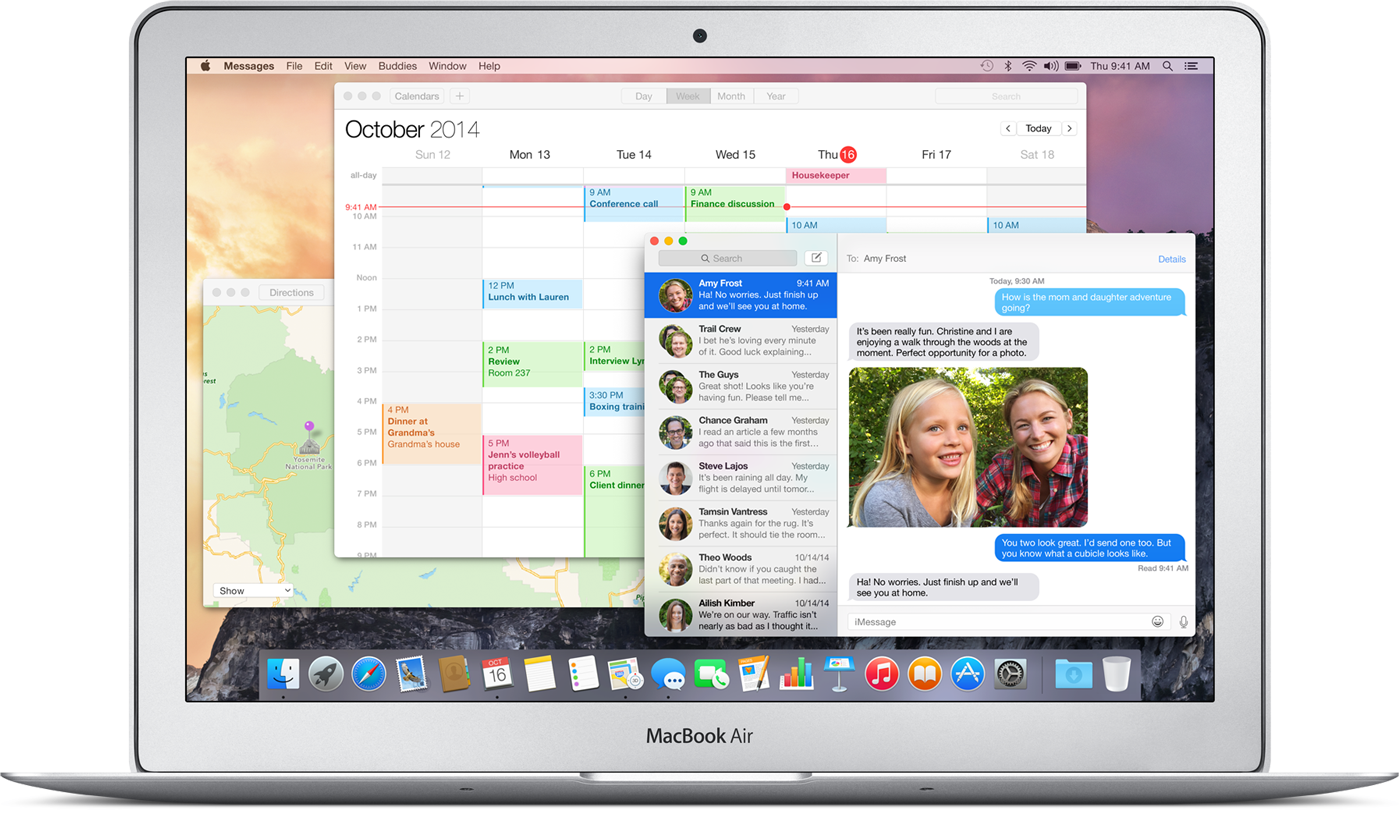 Messages File Edit View Buddies Window Help
Thu 9:41 AM
Calendars +
Day Week Month Year
Search
October 2014
Today
Sun 12 Mon 13 Tue 14 Wed 15 Thu 16 Fri 17 Sat 18
all-day
Housekeeper
9 AM
Conference call
9 AM
Finance discussion
9:41 AM
10 AM
10 AM
10 AM
11 AM
Noon
12 PM
Lunch with Lauren
1 PM
2 PM
2 PM
Review
Room 237
2 PM
Interview Lyn
3 PM
3:30 PM
Boxing traini
4 PM
4 PM
Dinner at
Grandma's
Grandma's house
5 PM
5 PM
Jenn's volleyball
practice
High school
6 PM
6 PM
Client dinner
7 PM
8 PM
9 PM
Directions
Yosemite
National Park
Show
Search
Amy Frost 9:41 AM
Ha! No worries. Just finish up
and we'll see you at home.
Trail Crew Yesterday
I bet he's loving every minute
of it. Good luck explaining...
The Guys Yesterday
Great shot! Looks like you're
having fun. Please tell me...
Chance Graham Yesterday
I read an article a few months
ago that said this is the first...
Steve Lajos Yesterday
It's been raining all day. My
flight is delayed until tomor...
Tamsin Vantress Yesterday
Thanks again for the rug. It's
perfect. It should tie the room...
Theo Woods 10/14/14
Didn't know if you caught the
last part of that meeting. I had...
Ailish Kimber 10/14/14
We're on our way. Traffic isn't
nearly as bad as I thought it...
To: Amy Frost Details
Today, 9:30 AM
How is the mom and daughter adventure
going?
It's been really fun. Christine and I are
enjoying a walk through the woods at the
moment. Perfect opportunity for a photo.
You two look great. I'd send one too. But
you know what a cubicle looks like.
Read 9:41 AM
Ha! No worries. Just finish up and we'll
see you at home.
iMessage
OCT
16
3D
MacBook Air